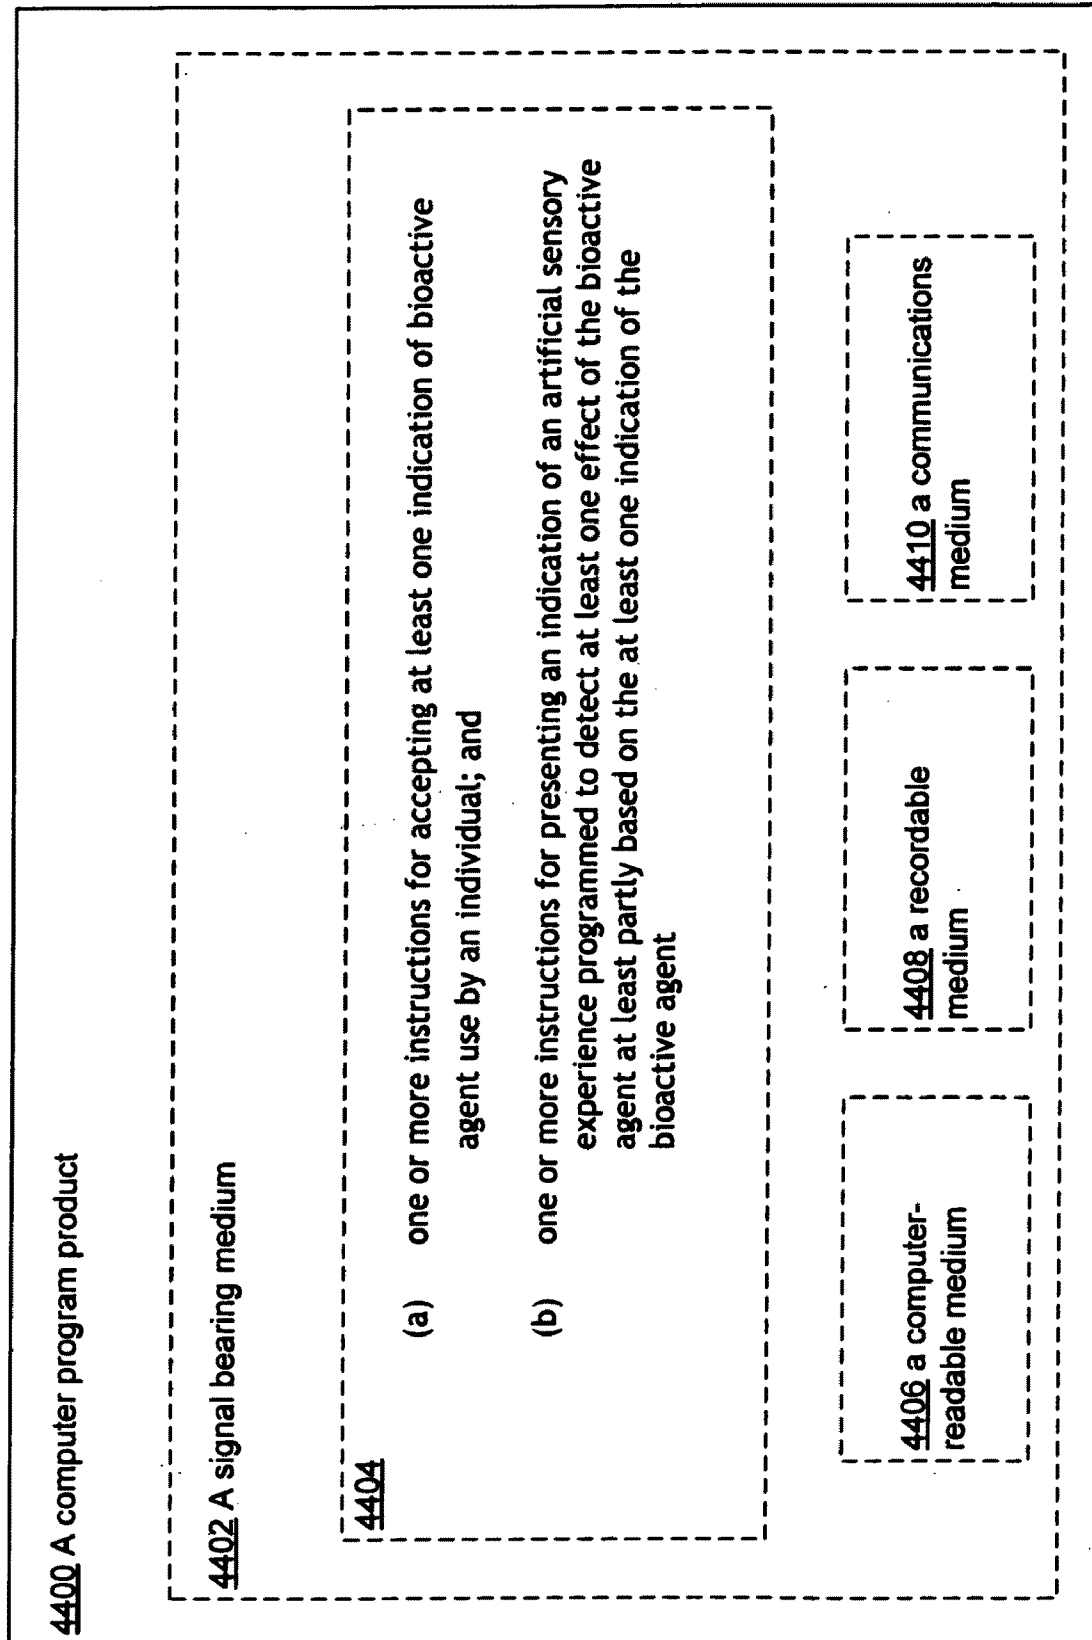 4400 A computer program product
4402 A signal bearing medium
4404
(a) one or more instructions for accepting at least one indication of bioactive
agent use by an individual; and
(b) one or more instructions for presenting an indication of an artificial sensory
experience programmed to detect at least one effect of the bioactive
agent at least partly based on the at least one indication of the
bioactive agent
4406 a computer-
readable medium
4408 a recordable
medium
4410 a communications
medium